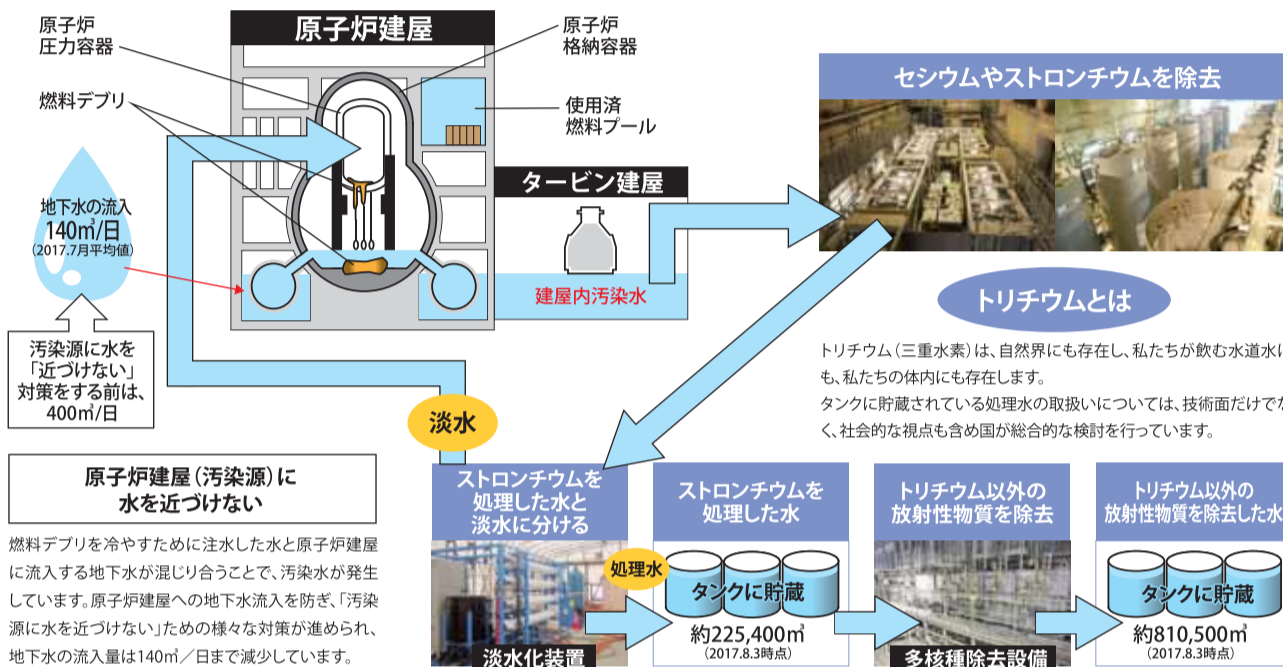 原子炉建屋
原子炉
圧力容器
原子炉
格納容器
燃料デブリ
使用済
燃料プール
タービン建屋
建屋内汚染水
地下水の流入
140㎥/日
(2017.7月平均値)
汚染源に水を
「近づけない」
対策をする前は、
400㎥/日
セシウムやストロンチウムを除去
トリチウムとは
トリチウム(三重水素)は、自然界にも存在し、私たちが飲む水道水に
も、私たちの体内にも存在します。
タンクに貯蔵されている処理水の取扱いについては、技術面だけでな
く、社会的な視点も含め国が総合的な検討を行っています。
淡水
原子炉建屋(汚染源)に
水を近づけない
燃料デブリを冷やすために注水した水と原子炉建屋
に流入する地下水が混じり合うことで、汚染水が発生
しています。原子炉建屋への地下水流入を防ぎ、「汚染
源に水を近づけない」ための様々な対策が進められ、
地下水の流入量は140㎥／日まで減少しています。
ストロンチウムを
処理した水と
淡水に分ける
淡水化装置
処理水
ストロンチウムを
処理した水
タンクに貯蔵
約225,400㎥
(2017.8.3時点)
トリチウム以外の
放射性物質を除去
多核種除去設備
トリチウム以外の
放射性物質を除去した水
タンクに貯蔵
約810,500㎥
(2017.8.3時点)